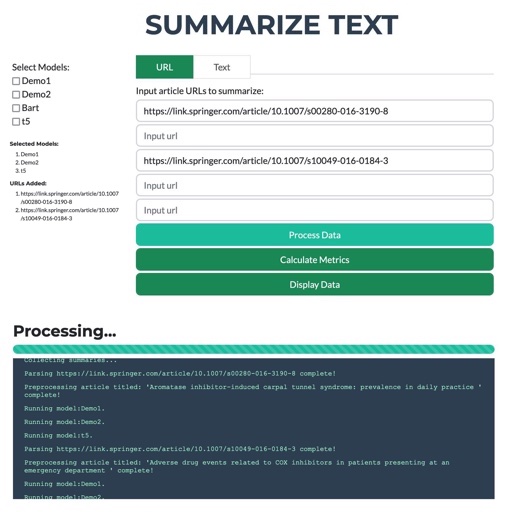 SUMMARIZE TEXT
Select Models:
Demo1
Demo2
Bart
t5
Selected Models:
1. Demo1
2. Demo2
3. t5
URLs Added:
1. https://link.springer.com/article/10.1007
/s00280-016-3190-8
2. https://link.springer.com/article/10.1007
/s10049-016-0184-3
URL
Text
Input article URLs to summarize:
https://link.springer.com/article/10.1007/s00280-016-3190-8
Input url
https://link.springer.com/article/10.1007/s10049-016-0184-3
Input url
Input url
Process Data
Calculate Metrics
Display Data
Processing...
Collecting summaries...
Parsing https://link.springer.com/article/10.1007/s00280-016-3190-8 complete!
Preprocessing article titled: 'Aromatase inhibitor-induced carpal tunnel syndrome: prevalence in daily practice '
complete!
Running model:Demo1.
Running model:Demo2.
Running model:t5.
Parsing https://link.springer.com/article/10.1007/s10049-016-0184-3 complete!
Preprocessing article titled: 'Adverse drug events related to COX inhibitors in patients presenting at an
emergency department ' complete!
Running model:Demo1.
Running model:Demo2.